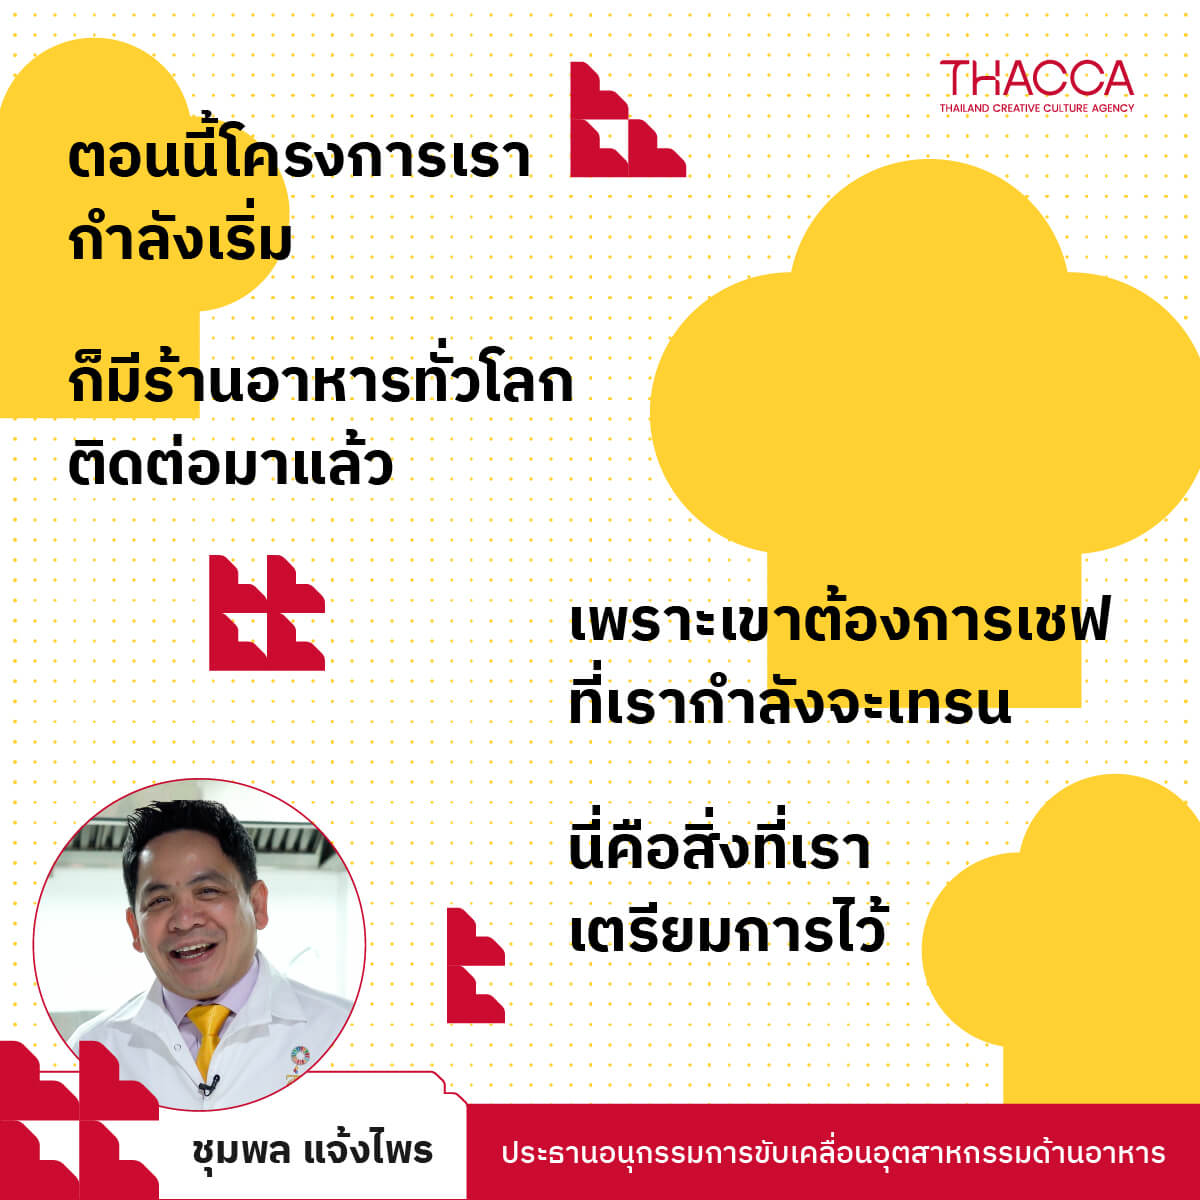 THACCA
THAILAND CREATIVE CULTURE AGENCY
ตอนนี้โครงการเรา
กำลังเริ่ม
ก็มีร้านอาหารทั่วโลก
ติดต่อมาแล้ว
เพราะเขาต้องการเชฟ
ที่เรากำลังจะเทรน
นี่คือสิ่งที่เรา
เตรียมการไว้
ชุมพล แจ้งไพร
ประธานอนุกรรมการขับเคลื่อนอุตสาหกรรมด้านอาหาร